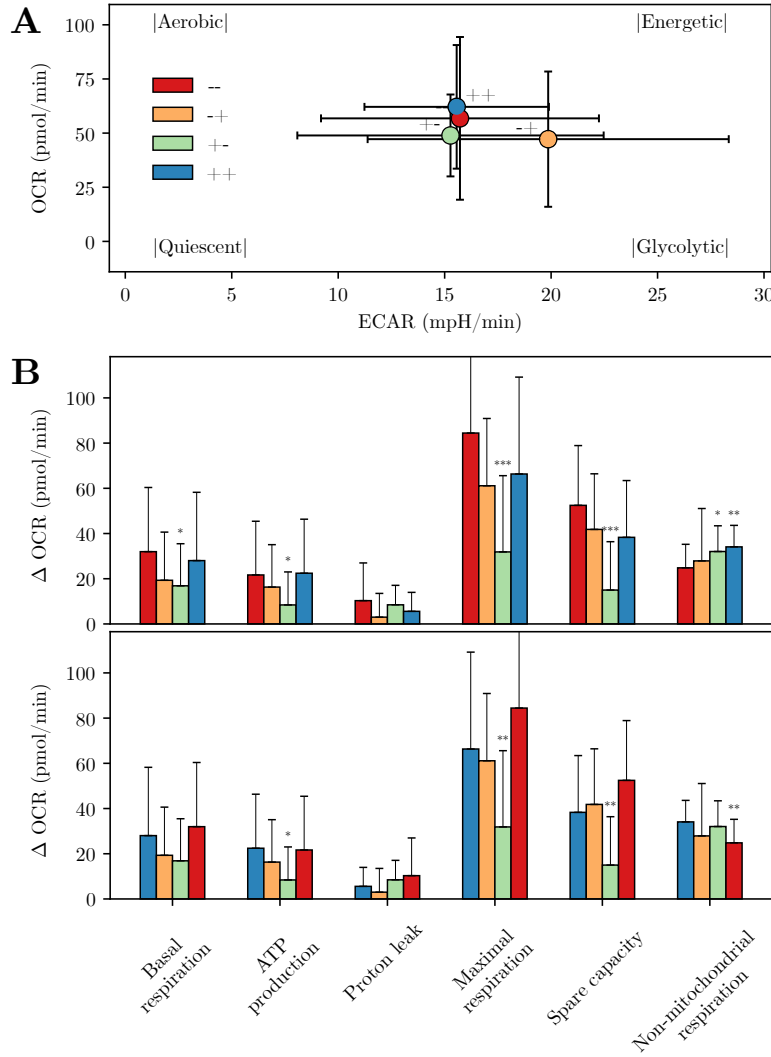 A
|Aerobic|
|Energetic|
--
-+
+-
++
++
+-
-+
|Quiescent|
|Glycolytic|
100
75
50
25
0
OCR (pmol/min)
0 5 10 15 20 25 30
ECAR (mpH/min)
B
100
80
60
40
20
0
Δ OCR (pmol/min)
* * *** *** * **
100
80
60
40
20
0
Δ OCR (pmol/min)
* ** ** **
Basal
respiration
ATP
production
Proton leak
Maximal
respiration
Spare capacity
Non-mitochondrial
respiration